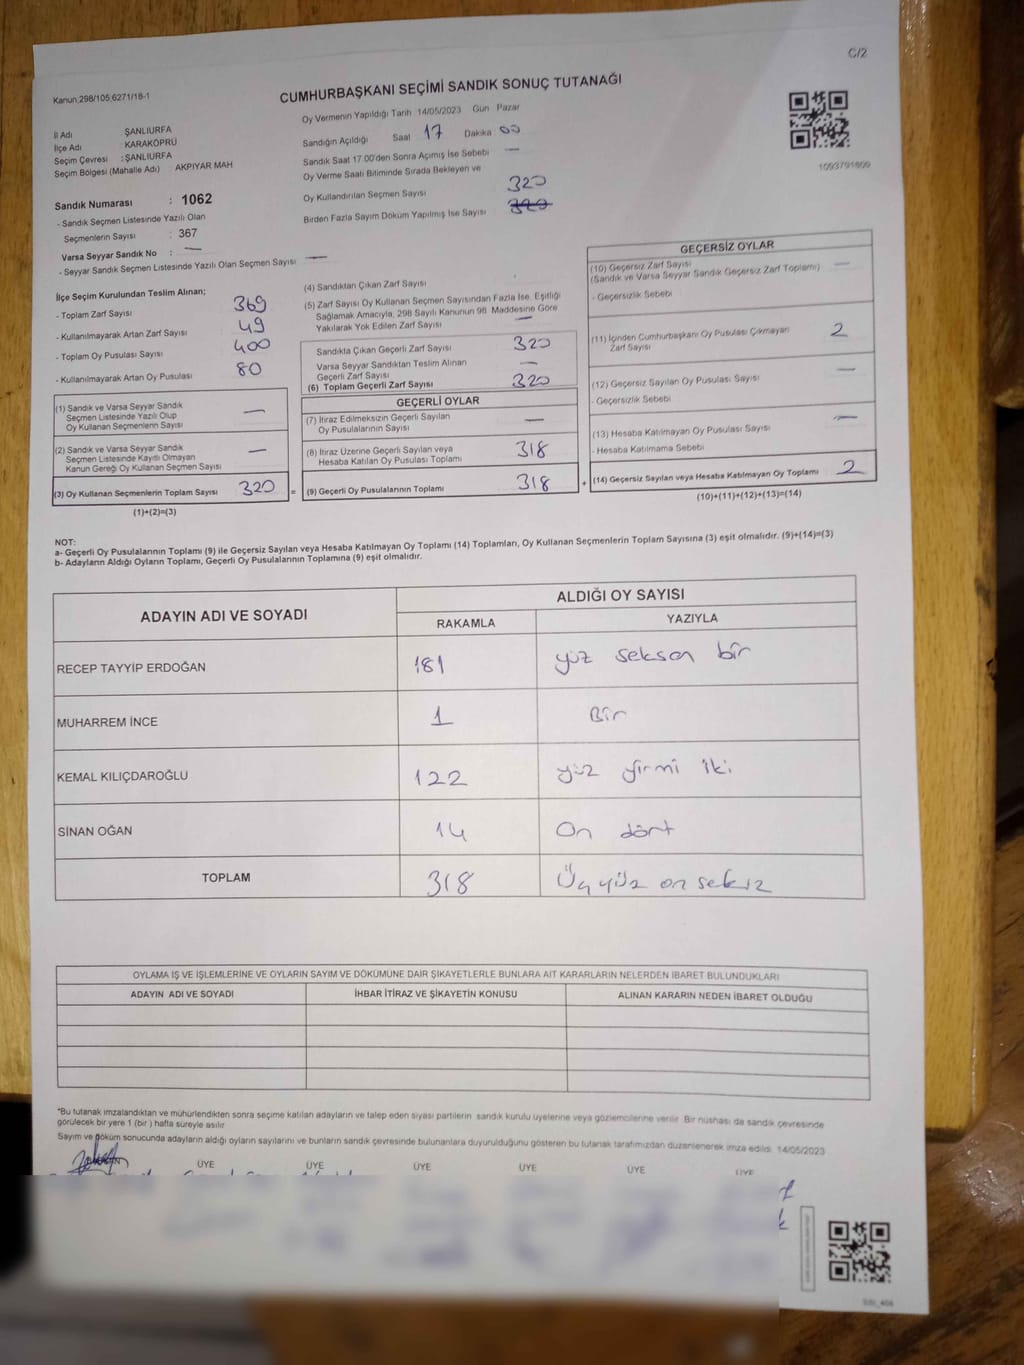 C/2
Kanun,298/105,6271/18-1
CUMHURBAŞKANI SEÇİMİ SANDIK SONUÇ TUTANAĞI
Oy Vermenin Yapıldığı Tarih 14/05/2023 Gün Pazar
İl Adı ŞANLIURFA
İlçe Adı : KARAKÖPRÜ
Seçim Çevresi : ŞANLIURFA
Seçim Bölgesi (Mahalle Adı) AKPIYAR MAH
Sandık Numarası : 1062
- Sandık Seçmen Listesinde Yazılı Olan
Seçmenlerin Sayısı : 367
Varsa Seyyar Sandık No : —
- Seyyar Sandık Seçmen Listesinde Yazılı Olan Seçmen Sayısı —
Sandığın Açıldığı Saat 17 Dakika 00
Sandık Saat 17.00'den Sonra Açımış İse Sebebi —
Oy Verme Saati Bitiminde Sırada Bekleyen ve
Oy Kullandırılan Seçmen Sayısı 320
Birden Fazla Sayım Döküm Yapılmış İse Sayısı 320
1093791809
İlçe Seçim Kurulundan Teslim Alınan;
- Toplam Zarf Sayısı 369
- Kullanılmayarak Artan Zarf Sayısı 49
- Toplam Oy Pusulası Sayısı 400
- Kullanılmayarak Artan Oy Pusulası 80
(1) Sandık ve Varsa Seyyar Sandık
Seçmen Listesinde Yazılı Olup
Oy Kullanan Seçmenlerin Sayısı —
(2) Sandık ve Varsa Seyyar Sandık
Seçmen Listesinde Kayıtlı Olmayan
Kanun Gereği Oy Kullanan Seçmen Sayısı —
(3) Oy Kullanan Seçmenlerin Toplam Sayısı 320 =
(1)+(2)=(3)
(4) Sandıktan Çıkan Zarf Sayısı
(5) Zarf Sayısı Oy Kullanan Seçmen Sayısından Fazla İse, Eşitliği
Sağlamak Amacıyla, 298 Sayılı Kanunun 98. Maddesine Göre
Yakılarak Yok Edilen Zarf Sayısı —
Sandıkta Çıkan Geçerli Zarf Sayısı 320
Varsa Seyyar Sandıktan Teslim Alınan
Geçerli Zarf Sayısı —
(6) Toplam Geçerli Zarf Sayısı 320
GEÇERLİ OYLAR
(7) İtiraz Edilmeksizin Geçerli Sayılan
Oy Pusulalarının Sayısı —
(8) İtiraz Üzerine Geçerli Sayılan veya
Hesaba Katılan Oy Pusulası Toplamı 318
(9) Geçerli Oy Pusulalarının Toplamı 318 +
GEÇERSİZ OYLAR
(10) Geçersiz Zarf Sayısı
(Sandık ve Varsa Seyyar Sandık Geçersiz Zarf Toplamı) —
- Geçersizlik Sebebi
(11) İçinden Cumhurbaşkanı Oy Pusulası Çıkmayan
Zarf Sayısı 2
(12) Geçersiz Sayılan Oy Pusulası Sayısı —
- Geçersizlik Sebebi
(13) Hesaba Katılmayan Oy Pusulası Sayısı —
- Hesaba Katılmama Sebebi
(14) Geçersiz Sayılan veya Hesaba Katılmayan Oy Toplamı 2
(10)+(11)+(12)+(13)=(14)
NOT:
a- Geçerli Oy Pusulalarının Toplamı (9) ile Geçersiz Sayılan veya Hesaba Katılmayan Oy Toplamı (14) Toplamları, Oy Kullanan Seçmenlerin Toplam Sayısına (3) eşit olmalıdır. (9)+(14)=(3)
b- Adayların Aldığı Oyların Toplamı, Geçerli Oy Pusulalarının Toplamına (9) eşit olmalıdır.
ADAYIN ADI VE SOYADI ALDIĞI OY SAYISI
RAKAMLA YAZIYLA
RECEP TAYYİP ERDOĞAN 181 yüz seksen bir
MUHARREM İNCE 1 Bir
KEMAL KILIÇDAROĞLU 122 yüz yirmi iki
SİNAN OĞAN 14 On dört
TOPLAM 318 Üçyüz on sekiz
OYLAMA İŞ VE İŞLEMLERİNE VE OYLARIN SAYIM VE DÖKÜMÜNE DAİR ŞİKAYETLERLE BUNLARA AİT KARARLARIN NELERDEN İBARET BULUNDUKLARI
ADAYIN ADI VE SOYADI İHBAR İTİRAZ VE ŞİKAYETİN KONUSU ALINAN KARARIN NEDEN İBARET OLDUĞU
*Bu tutanak imzalandıktan ve mühürlendikten sonra seçime katılan adayların ve talep eden siyasi partilerin sandık kurulu üyelerine veya gözlemcilerine verilir. Bir nüshası da sandık çevresinde
görülecek bir yere 1 (bir) hafta süreyle asılır
Sayım ve döküm sonucunda adayların aldığı oyların sayılarını ve bunların sandık çevresinde bulunanlara duyurulduğunu gösteren bu tutanak tarafımızdan düzenlenerek imza edildi. 14/05/2023
ÜYE ÜYE ÜYE ÜYE ÜYE ÜYE